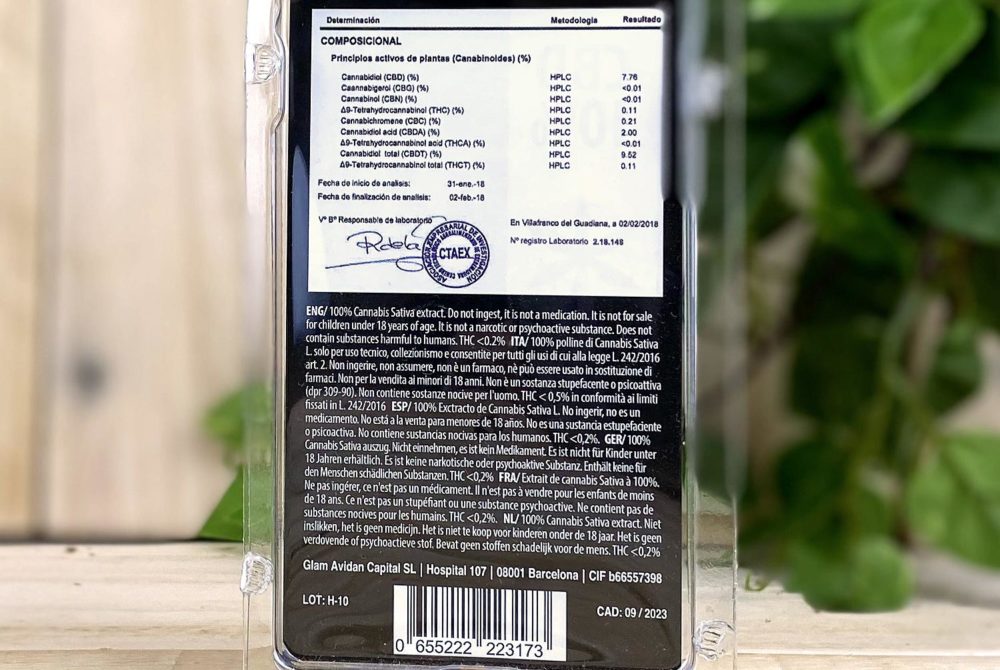 Determinación Metodología Resultado
COMPOSICIONAL
Principios activos de plantas (Canabinoides) (%)
Cannabidiol (CBD) (%) HPLC 7.76
Caannabigerol (CBG) (%) HPLC <0.01
Cannabinol (CBN) (%) HPLC <0.01
Δ9-Tetrahydrocannabinol (THC) (%) HPLC 0.11
Cannabichromene (CBC) (%) HPLC 0.21
Canabidiol acid (CBDA) (%) HPLC 2.00
Δ9-Tetrahydrocannabinol acid (THCA) (%) HPLC <0.01
Canabidiol total (CBDT) (%) HPLC 9.52
Δ9-Tetrahydrocannabinol total (THCT) (%) HPLC 0.11
Fecha de inicio de analisis: 31-ene.-18
Fecha de finalización de analisis: 02-feb.-18
Vº Bº Responsable de laboratorio
En Villafranco del Guadiana, a 02/02/2018
Nº registro Laboratorio 2.18.148
CTAEX
ENG/ 100% Cannabis Sativa extract. Do not ingest, it is not a medication. It is not for sale
for children under 18 years of age. It is not a narcotic or psychoactive substance. Does not
contain substances harmful to humans. THC <0.2% ITA/ 100% polline di Cannabis Sativa
L. solo per uso tecnico, collezionismo e consentite per tutti gli usi di cui alla legge L. 242/2016
art. 2. Non ingerire, non assumere, non è un farmaco, nè può essere usato in sostituzione di
farmaci. Non per la vendita ai minori di 18 anni. Non è un sostanza stupefacente o psicoattiva
(dpr 309-90). Non contiene sostanze nocive per l'uomo. THC < 0,5% in conformità ai limiti
fissati in L. 242/2016 ESP/ 100% Exctracto de Cannabis Sativa L. No ingerir, no es un
medicamento. No está a la venta para menores de 18 años. No es una sustancia estupefaciente
o psicoactiva. No contiene sustancias nocivas para los humanos. THC <0,2%. GER/ 100%
Cannabis Sativa auszug. Nicht einnehmen, es ist kein Medikament. Es ist nicht für Kinder unter
18 Jahren erhältlich. Es ist keine narkotische oder psychoaktive Substanz. Enthält keine für
den Menschen schädlichen Substanzen. THC <0,2% FRA/ Extrait de cannabis Sativa à 100%.
Ne pas ingérer, ce n'est pas un médicament. Il n'est pas à vendre pour les enfants de moins
de 18 ans. Ce n'est pas un stupéfiant ou une substance psychoactive. Ne contient pas de
substances nocives pour les humains. THC <0,2%. NL/ 100% Cannabis Sativa extract. Niet
inslikken, het is geen medicijn. Het is niet te koop voor kinderen onder de 18 jaar. Het is geen
verdovende of psychoactieve stof. Bevat geen stoffen schadelijk voor de mens. THC <0,2%
Glam Avidan Capital SL | Hospital 107 | 08001 Barcelona | CIF b66557398
LOT: H-10
CAD: 09 / 2023
0 655222 223173